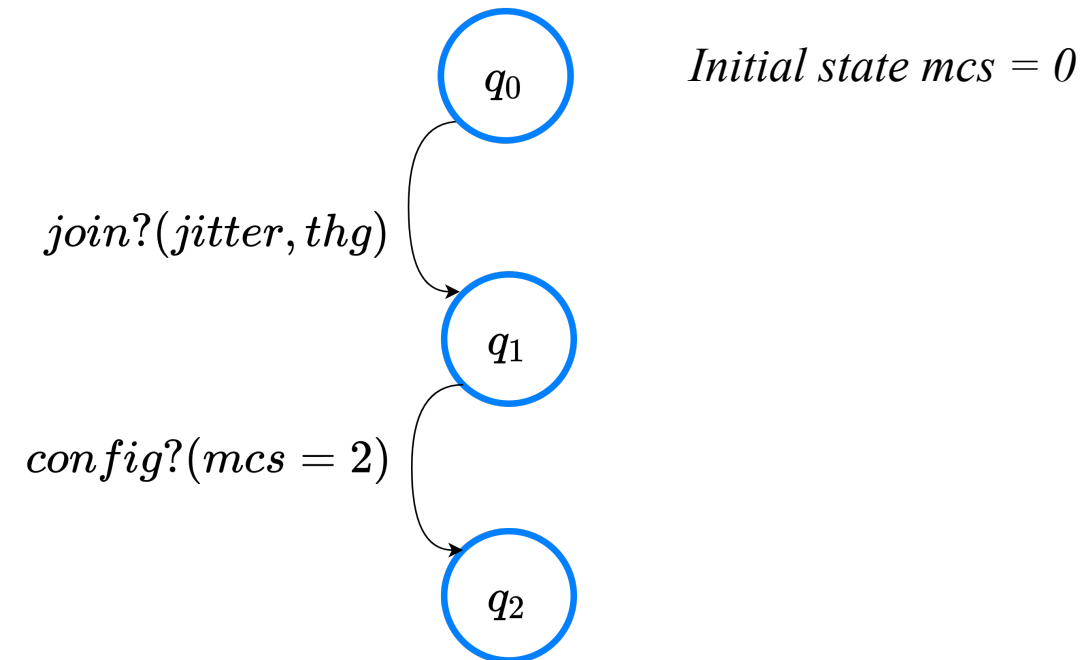 q0
Initial state mcs = 0
join?(jitter, thg)
q1
config?(mcs = 2)
q2